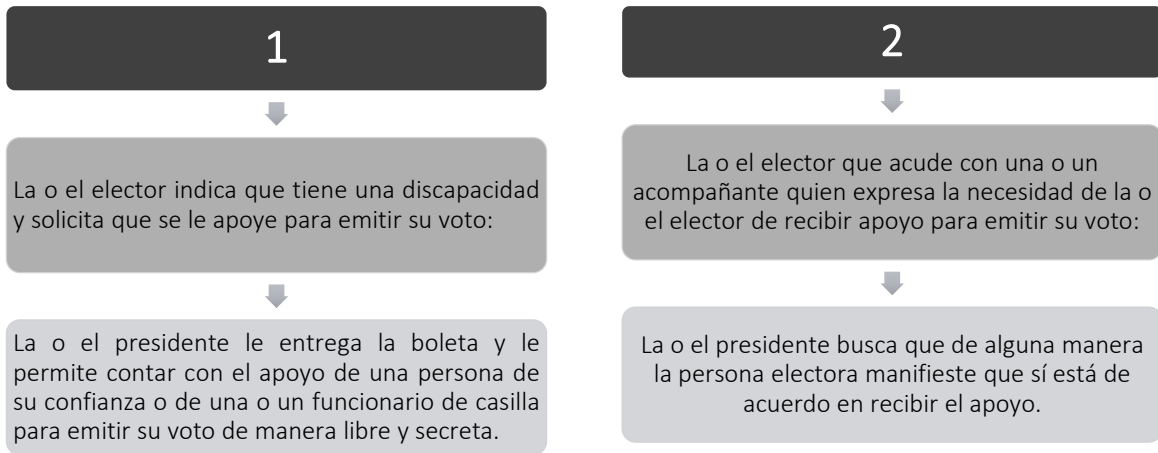 1
La o el elector indica que tiene una discapacidad
y solicita que se le apoye para emitir su voto:
La o el presidente le entrega la boleta y le
permite contar con el apoyo de una persona de
su confianza o de una o un funcionario de casilla
para emitir su voto de manera libre y secreta.
2
La o el elector que acude con una o un
acompañante quien expresa la necesidad de la o
el elector de recibir apoyo para emitir su voto:
La o el presidente busca que de alguna manera
la persona electora manifieste que sí está de
acuerdo en recibir el apoyo.